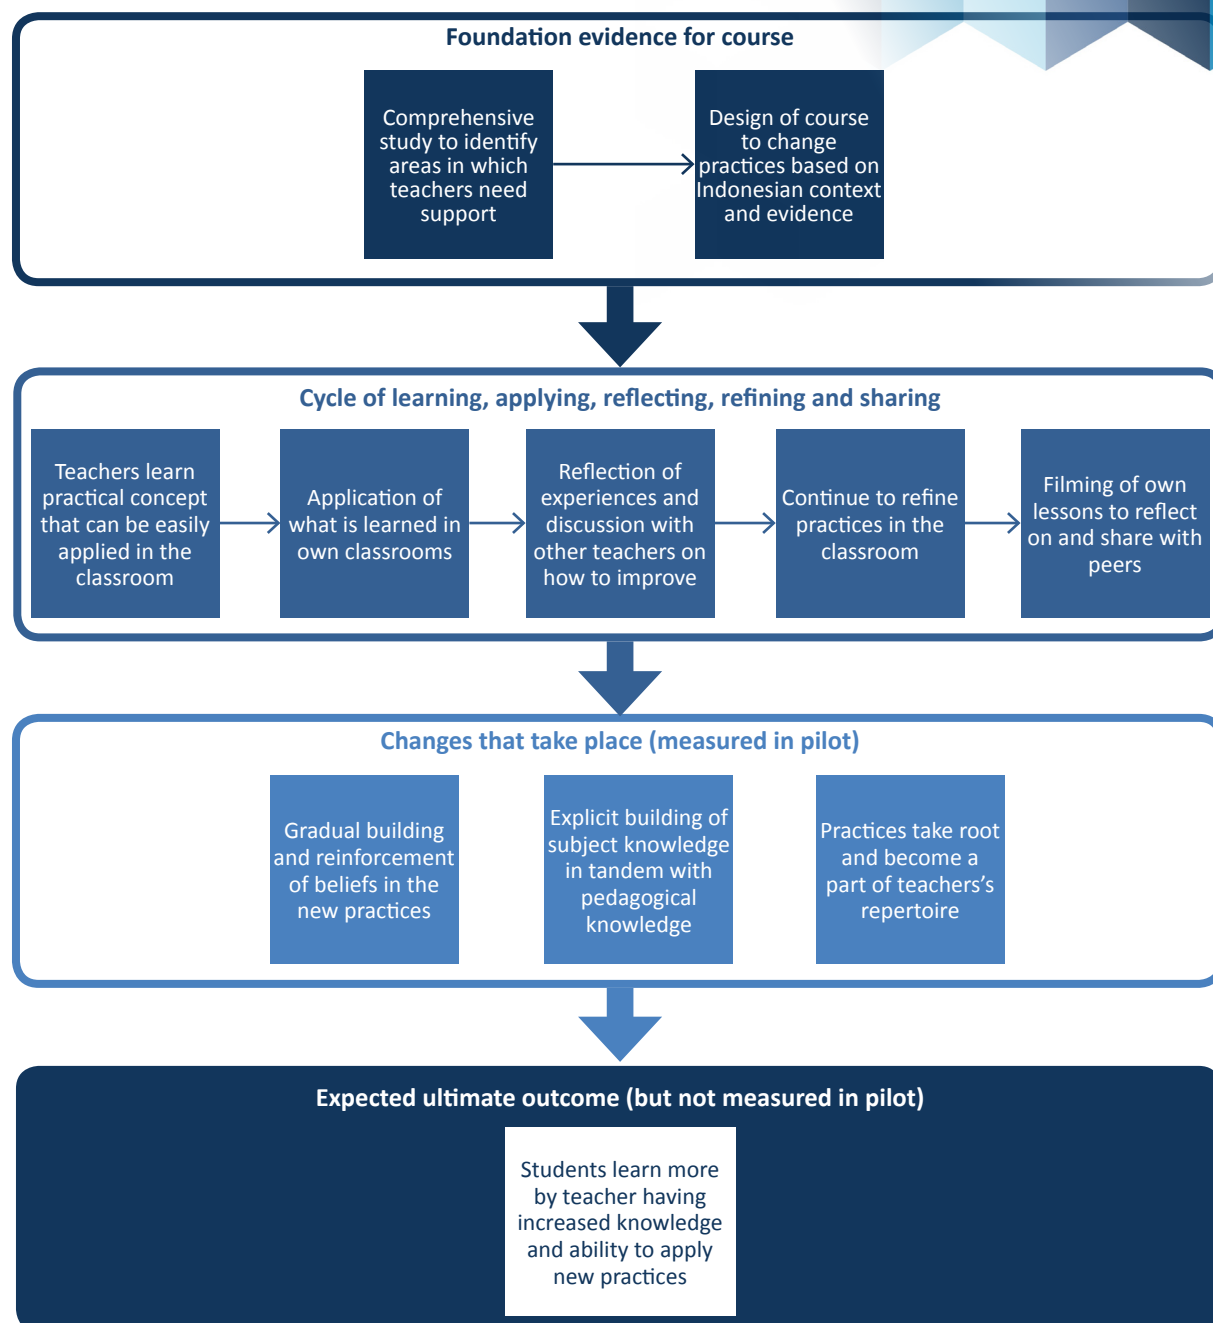 Foundation evidence for course
Comprehensive
study to identify
areas in which
teachers need
support
Design of course
to change
practices based on
Indonesian context
and evidence
Cycle of learning, applying, reflecting, refining and sharing
Teachers learn
practical concept
that can be easily
applied in the
classroom
Application of
what is learned in
own classrooms
Reflection of
experiences and
discussion with
other teachers on
how to improve
Continue to refine
practices in the
classroom
Filming of own
lessons to reflect
on and share with
peers
Changes that take place (measured in pilot)
Gradual building
and reinforcement
of beliefs in the
new practices
Explicit building of
subject knowledge
in tandem with
pedagogical
knowledge
Practices take root
and become a
part of teachers's
repertoire
Expected ultimate outcome (but not measured in pilot)
Students learn more
by teacher having
increased knowledge
and ability to apply
new practices